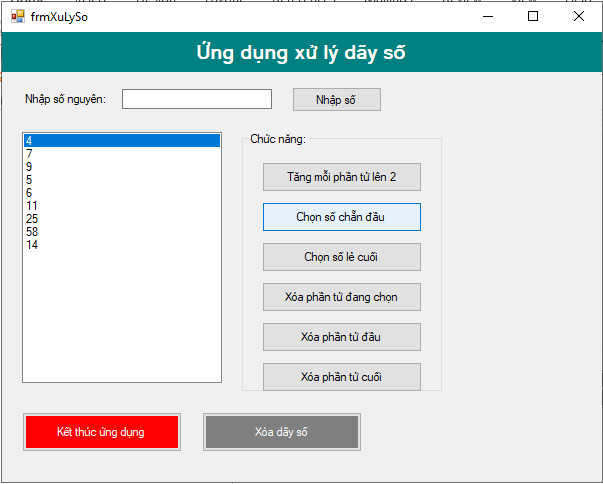 frmXuLySo
Ứng dụng xử lý dãy số
Nhập số nguyên:
Nhập số
4
7
9
5
6
11
25
58
14
Chức năng:
Tăng mỗi phần tử lên 2
Chọn số chẵn đầu
Chọn số lẻ cuối
Xóa phần tử đang chọn
Xóa phần tử đầu
Xóa phần tử cuối
Kết thúc ứng dụng
Xóa dãy số